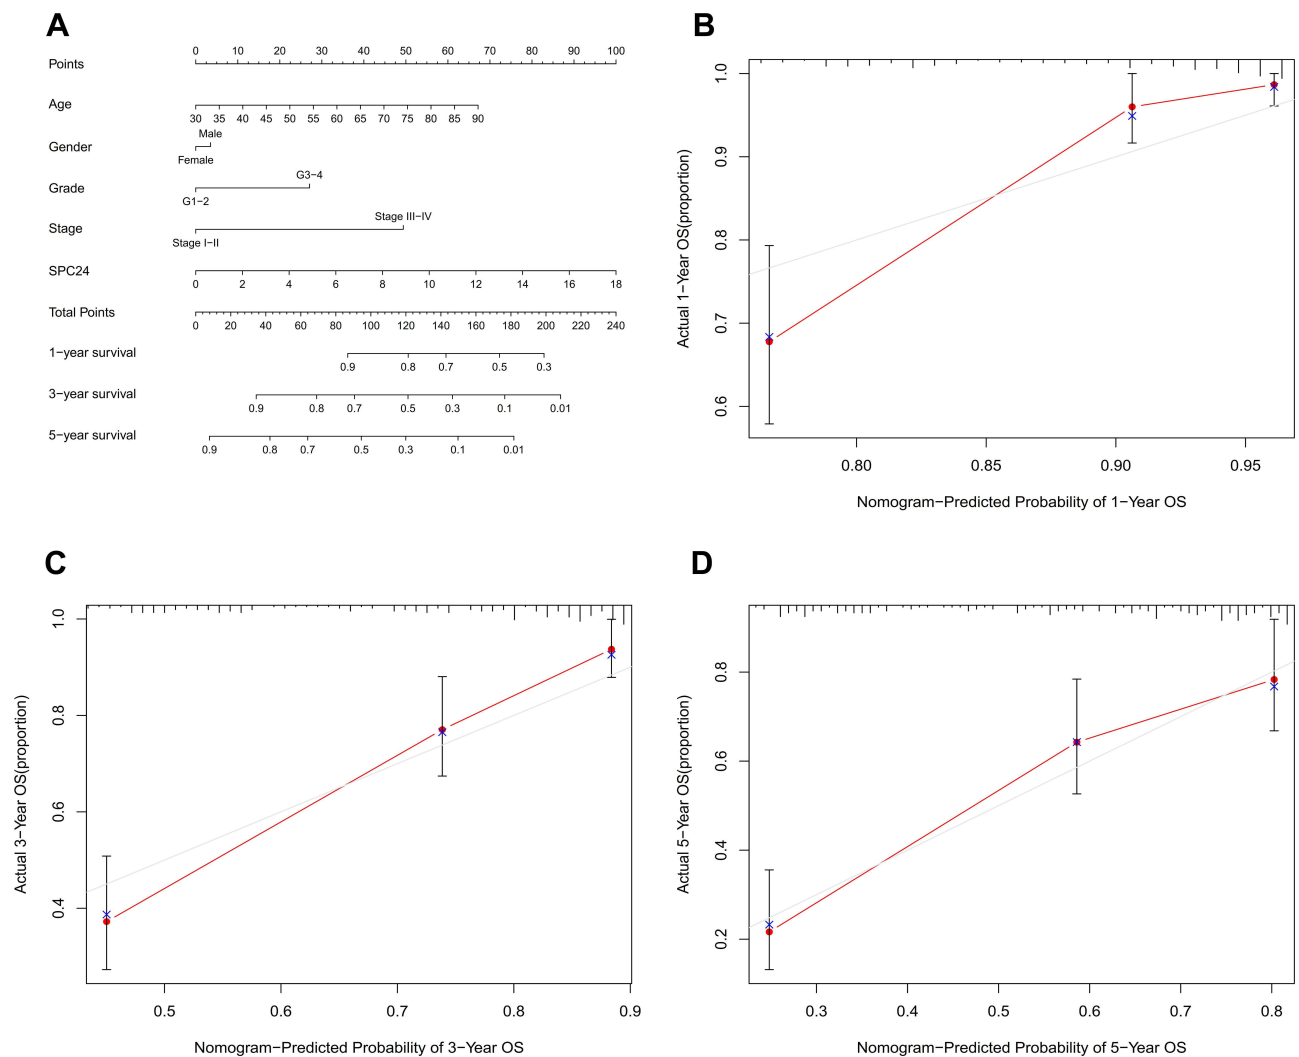 A
0 10 20 30 40 50 60 70 80 90 100
Points
Age
30 35 40 45 50 55 60 65 70 75 80 85 90
Male
Gender
Female
G3−4
Grade
G1−2
Stage III−IV
Stage
Stage I−II
SPC24
0 2 4 6 8 10 12 14 16 18
Total Points
0 20 40 60 80 100 120 140 160 180 200 220 240
1−year survival
0.9 0.8 0.7 0.5 0.3
3−year survival
0.9 0.8 0.7 0.5 0.3 0.1 0.01
5−year survival
0.9 0.8 0.7 0.5 0.3 0.1 0.01
B
Actual 1−Year OS(proportion)
1.0
0.9
0.8
0.7
0.6
0.80 0.85 0.90 0.95
Nomogram−Predicted Probability of 1−Year OS
C
Actual 3−Year OS(proportion)
1.0
0.8
0.6
0.4
0.5 0.6 0.7 0.8 0.9
Nomogram−Predicted Probability of 3−Year OS
D
Actual 5−Year OS(proportion)
0.8
0.6
0.4
0.2
0.3 0.4 0.5 0.6 0.7 0.8
Nomogram−Predicted Probability of 5−Year OS